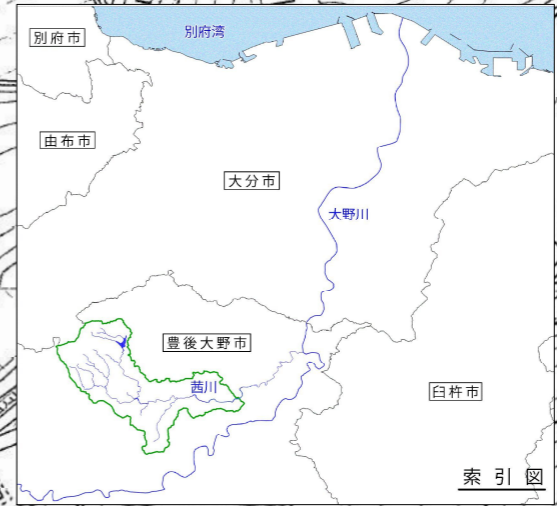 別府市
別府湾
由布市
大分市
大野川
豊後大野市
茜川
臼杵市
索引図